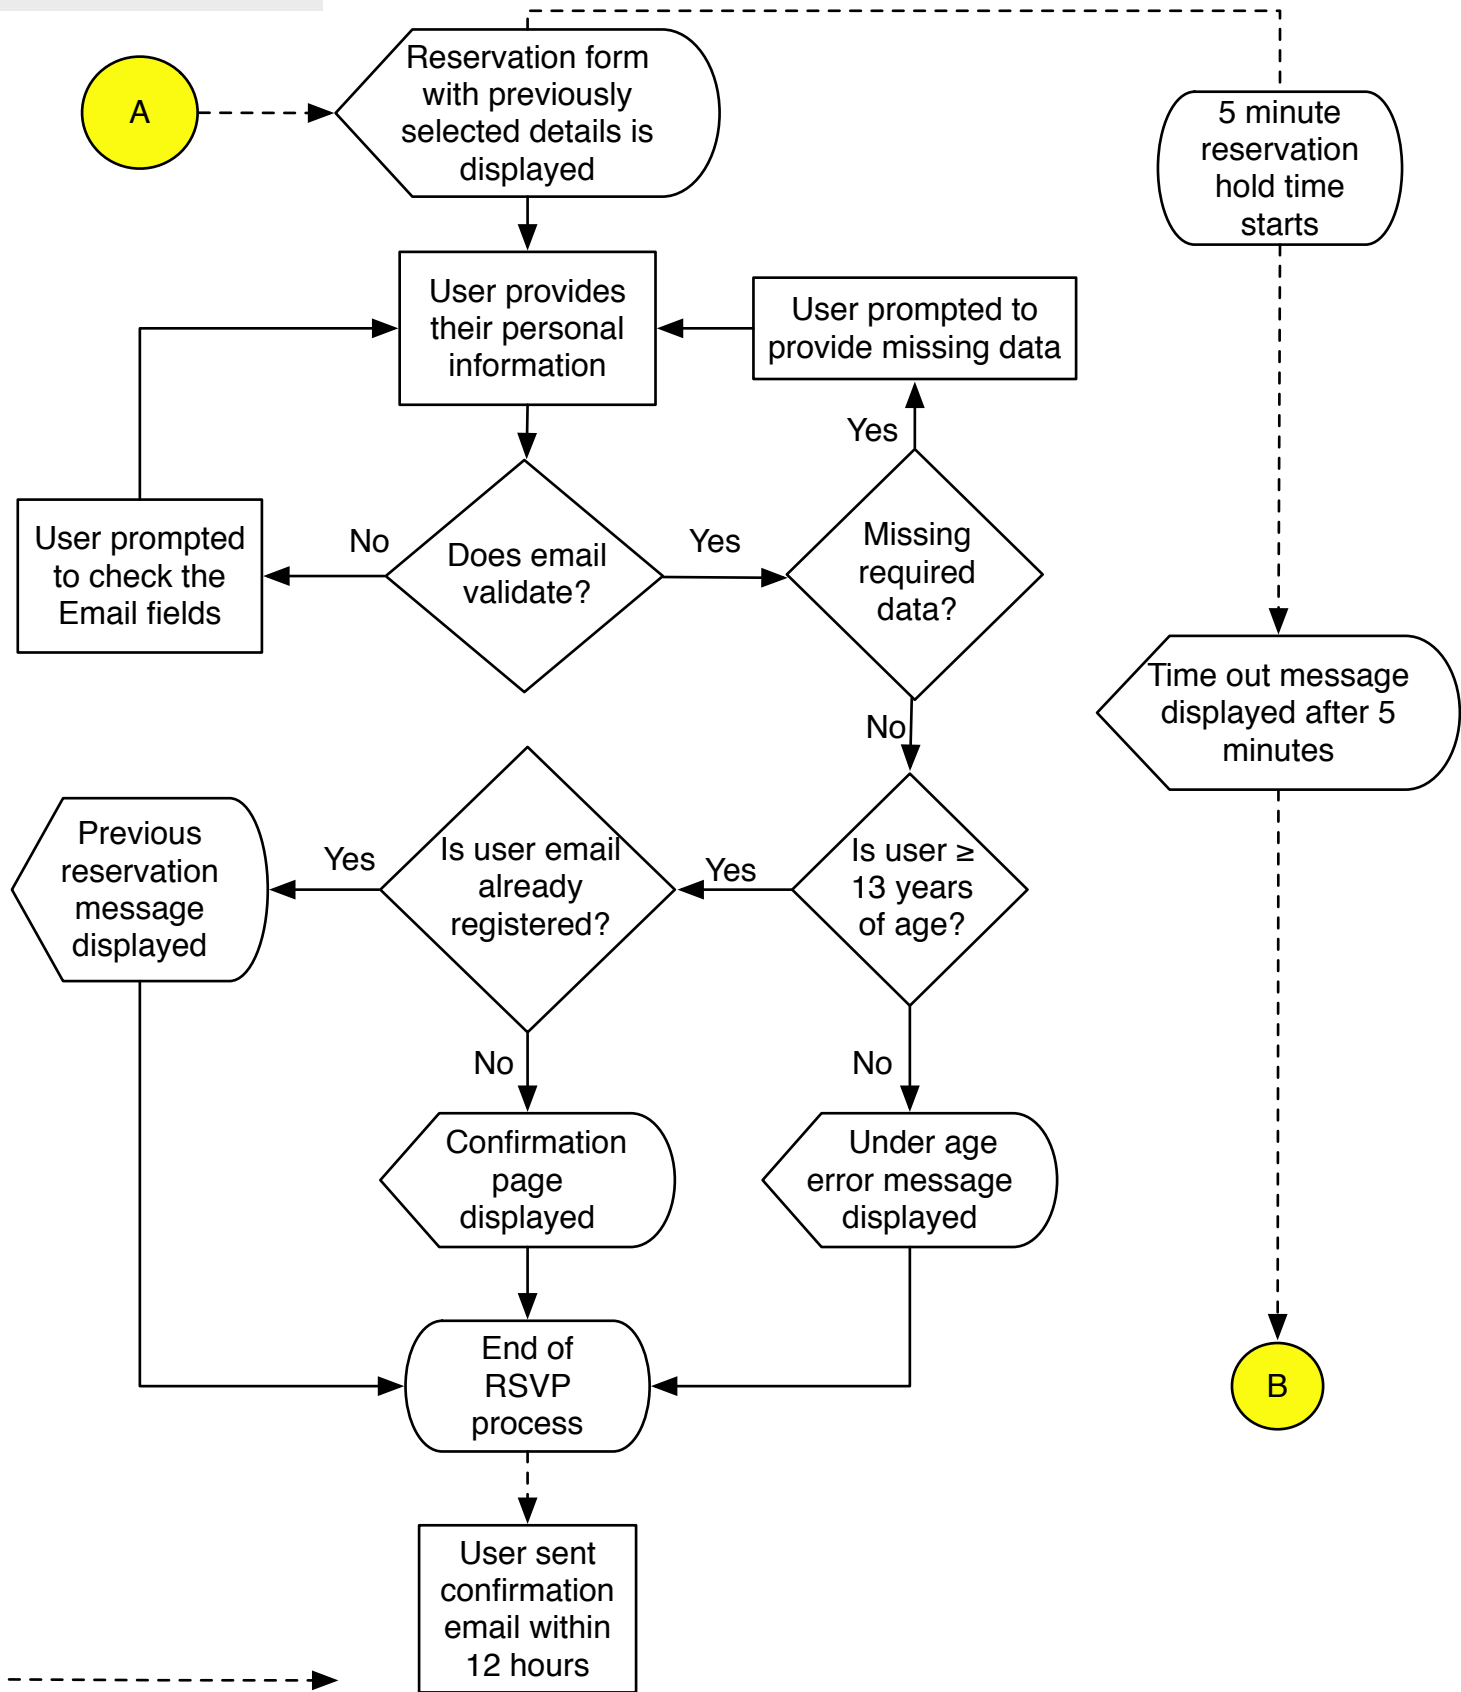 A
Reservation form
with previously
selected details is
displayed
5 minute
reservation
hold time
starts
User provides
their personal
information
User prompted to
provide missing data
Yes
User prompted
to check the
Email fields
No
Does email
validate?
Yes
Missing
required
data?
No
Time out message
displayed after 5
minutes
Previous
reservation
message
displayed
Yes
Is user email
already
registered?
Yes
Is user ≥
13 years
of age?
No
No
Confirmation
page
displayed
Under age
error message
displayed
End of
RSVP
process
B
User sent
confirmation
email within
12 hours